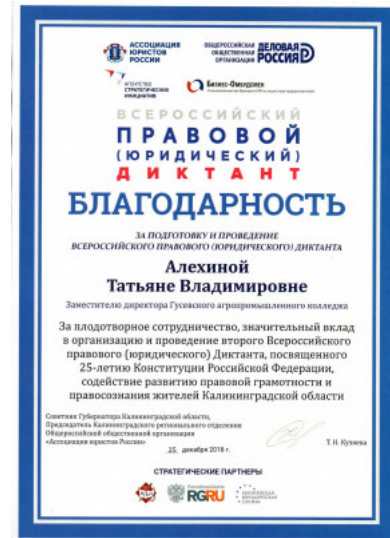 АССОЦИАЦИЯ
ЮРИСТОВ
РОССИИ
ОБЩЕРОССИЙСКАЯ
ОБЩЕСТВЕННАЯ
ОРГАНИЗАЦИЯ
ДЕЛОВАЯ
РОССИЯ
АГЕНТСТВО
СТРАТЕГИЧЕСКИХ
ИНИЦИАТИВ
Бизнес-Омбудсмен
ВСЕРОССИЙСКИЙ
ПРАВОВОЙ
(ЮРИДИЧЕСКИЙ)
ДИКТАНТ
БЛАГОДАРНОСТЬ
ЗА ПОДГОТОВКУ И ПРОВЕДЕНИЕ
ВСЕРОССИЙСКОГО ПРАВОВОГО (ЮРИДИЧЕСКОГО) ДИКТАНТА
Алехиной
Татьяне Владимировне
Заместителю директора Гусевского агропромышленного колледжа
За плодотворное сотрудничество, значительный вклад
в организацию и проведение второго Всероссийского
правового (юридического) Диктанта, посвященного
25-летию Конституции Российской Федерации,
содействие развитию правовой грамотности и
правосознания жителей Калининградской области
Советник Губернатора Калининградской области,
Председатель Калининградского регионального отделения
Общероссийской общественной организации
«Ассоциация юристов России»
Т. Н. Кузяева
25 декабря 2018 г.
СТРАТЕГИЧЕСКИЕ ПАРТНЕРЫ
RGRU